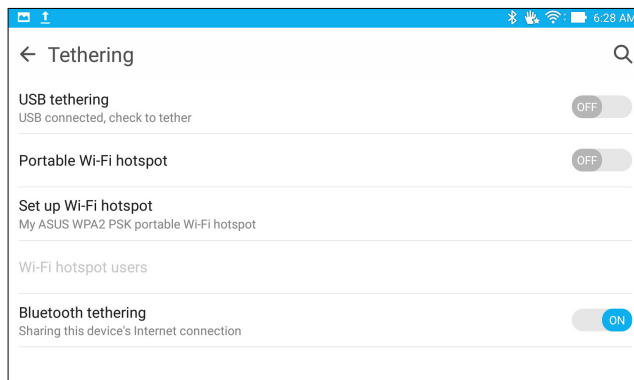 6:28 AM
Tethering
USB tethering
OFF
USB connected, check to tether
Portable Wi-Fi hotspot
OFF
Set up Wi-Fi hotspot
My ASUS WPA2 PSK portable Wi-Fi hotspot
Wi-Fi hotspot users
Bluetooth tethering
ON
Sharing this device's Internet connection